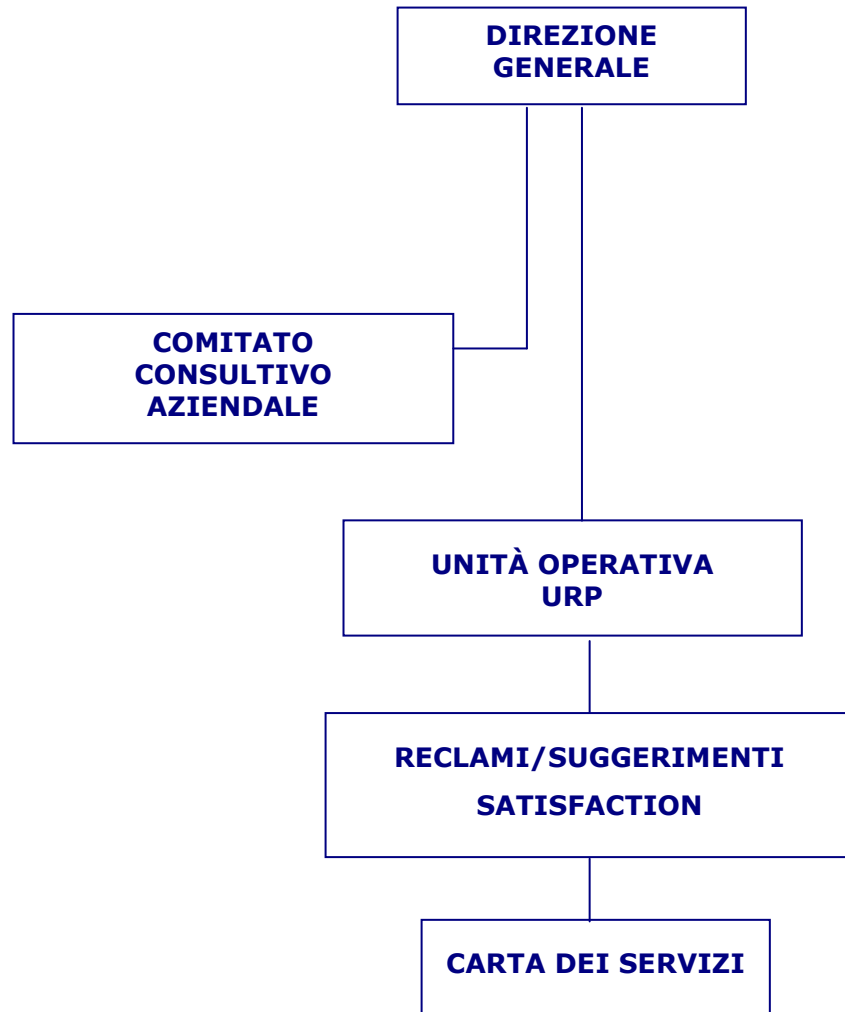 DIREZIONE
GENERALE
COMITATO
CONSULTIVO
AZIENDALE
UNITÀ OPERATIVA
URP
RECLAMI/SUGGERIMENTI
SATISFACTION
CARTA DEI SERVIZI